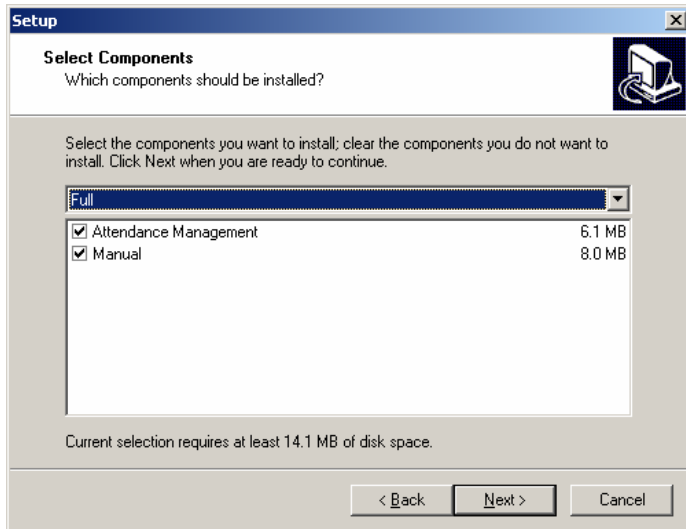 Setup
Select Components
Which components should be installed?
Select the components you want to install; clear the components you do not want to
install. Click Next when you are ready to continue.
Full
Attendance Management 6.1 MB
Manual 8.0 MB
Current selection requires at least 14.1 MB of disk space.
< Back Next > Cancel